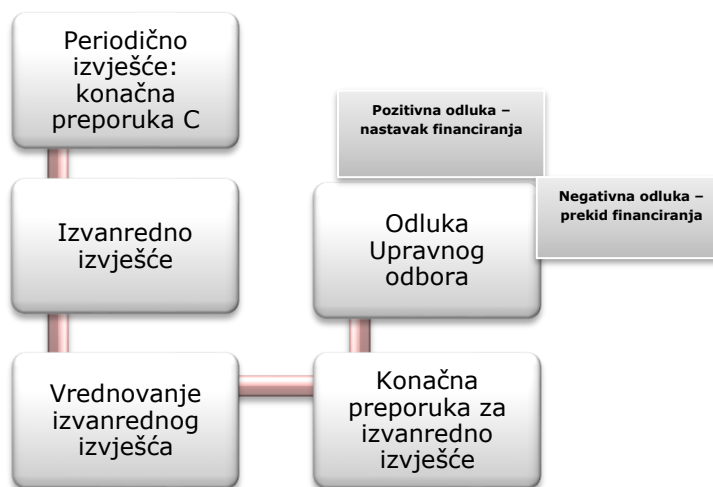 Periodično
izvješće:
konačna
preporuka C
Izvanredno
izvješće
Vrednovanje
izvanrednog
izvješća
Konačna
preporuka za
izvanredno
izvješće
Odluka
Upravnog
odbora
Pozitivna odluka –
nastavak financiranja
Negativna odluka –
prekid financiranja